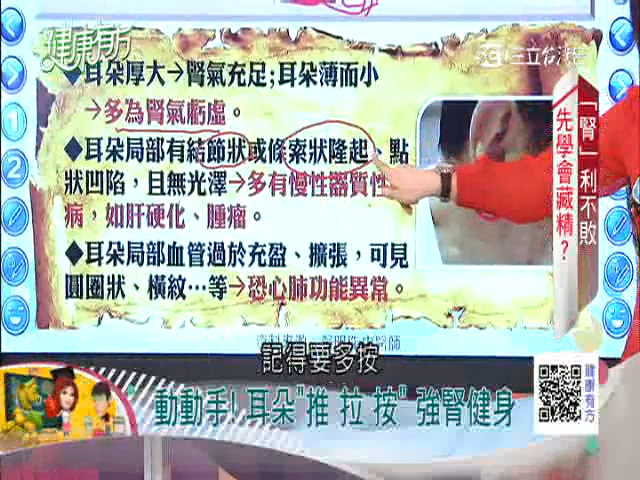 健康有方
三立台灣台
◆耳朵厚大→腎氣充足;耳朵薄而小
→多為腎氣虧虛。
◆耳朵局部有結節狀或條索狀隆起、點
狀凹陷，且無光澤→多有慢性器質性
病，如肝硬化、腫瘤。
◆耳朵局部血管過於充盈、擴張，可見
圓圈狀、橫紋…等→恐心肺功能異常。
1
2
「腎」利不敗
先學會藏精？
記得要多按
動動手! 耳朵"推 拉 按" 強腎健身
健康有方